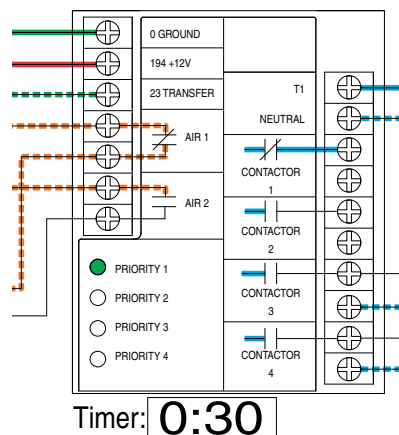 0 GROUND
194 +12V
23 TRANSFER
AIR 1
AIR 2
T1
NEUTRAL
CONTACTOR
1
CONTACTOR
2
CONTACTOR
3
CONTACTOR
4
PRIORITY 1
PRIORITY 2
PRIORITY 3
PRIORITY 4
Timer: 0:30